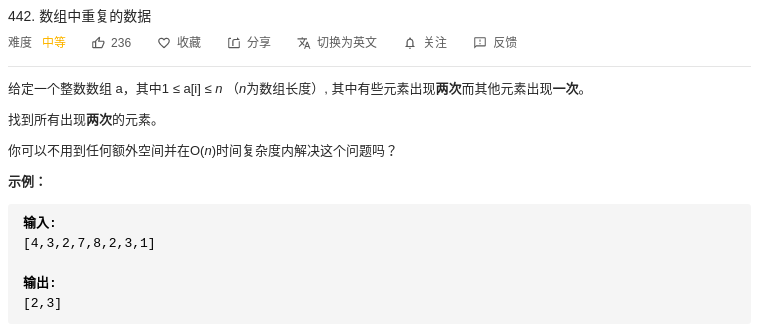 442. 数组中重复的数据
难度 中等 236 收藏 分享 切换为英文 关注 反馈
给定一个整数数组 a，其中1 ≤ a[i] ≤ n （n为数组长度）, 其中有些元素出现两次而其他元素出现一次。
找到所有出现两次的元素。
你可以不用到任何额外空间并在O(n)时间复杂度内解决这个问题吗？
示例：
输入:
[4,3,2,7,8,2,3,1]
输出:
[2,3]